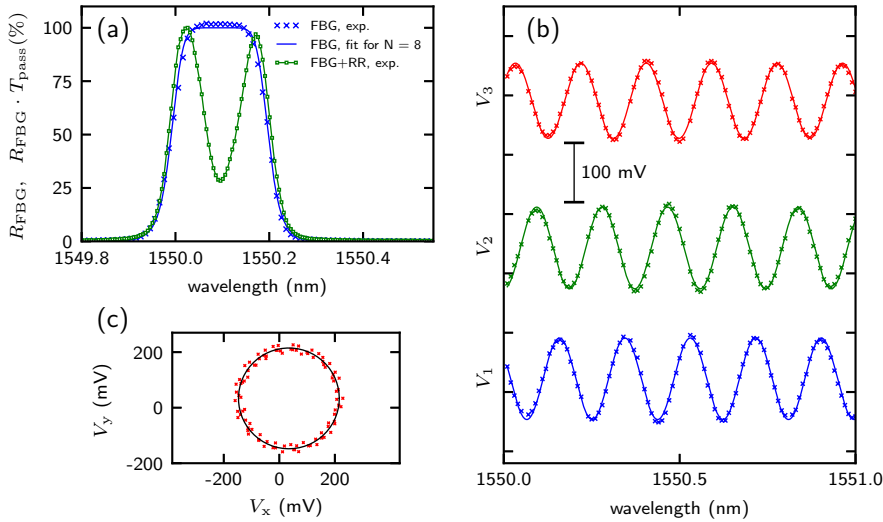 (a)
FBG, exp.
FBG, fit for N = 8
FBG+RR, exp.
R_FBG, R_FBG · T_pass (%)
100
75
50
25
0
1549.8
1550.0
1550.2
1550.4
wavelength (nm)
(b)
V_3
100 mV
V_2
V_1
1550.0
1550.5
1551.0
wavelength (nm)
(c)
V_y (mV)
200
0
-200
-200
0
200
V_x (mV)